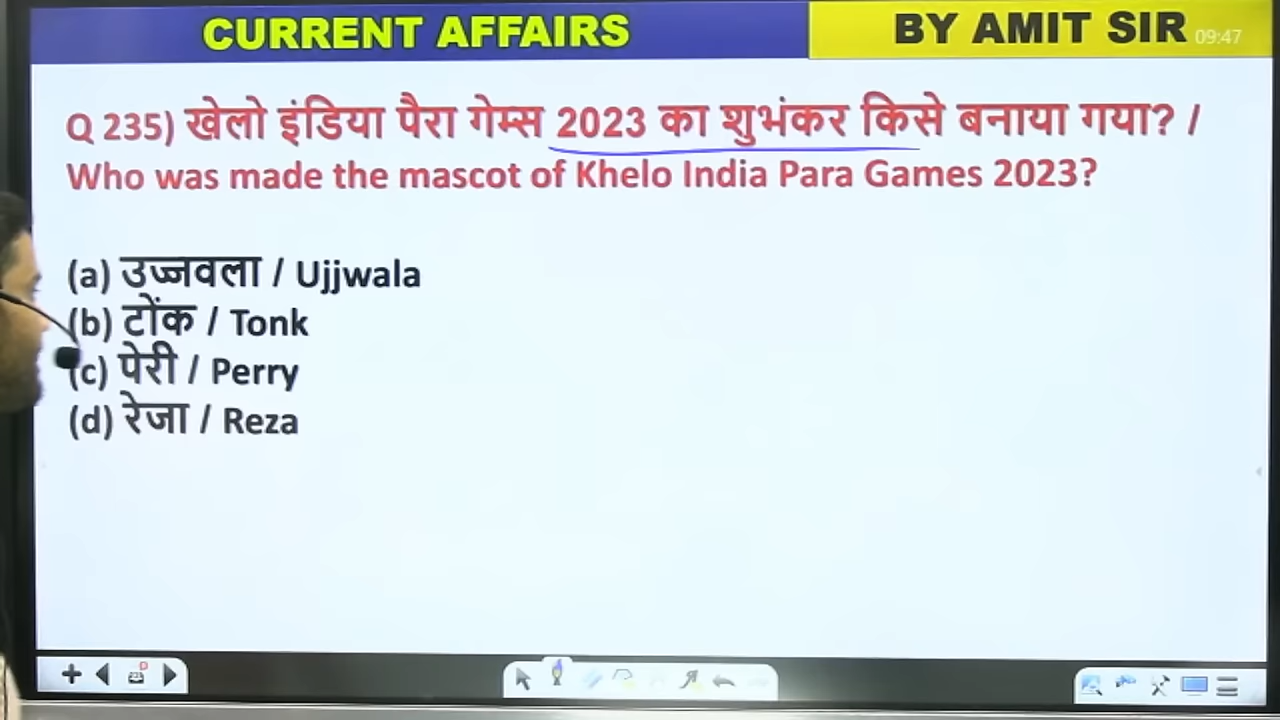 CURRENT AFFAIRS
BY AMIT SIR 09:47
Q 235) खेलो इंडिया पैरा गेम्स 2023 का शुभंकर किसे बनाया गया? /
Who was made the mascot of Khelo India Para Games 2023?
(a) उज्जवला / Ujjwala
(b) टोंक / Tonk
(c) पेरी / Perry
(d) रेजा / Reza